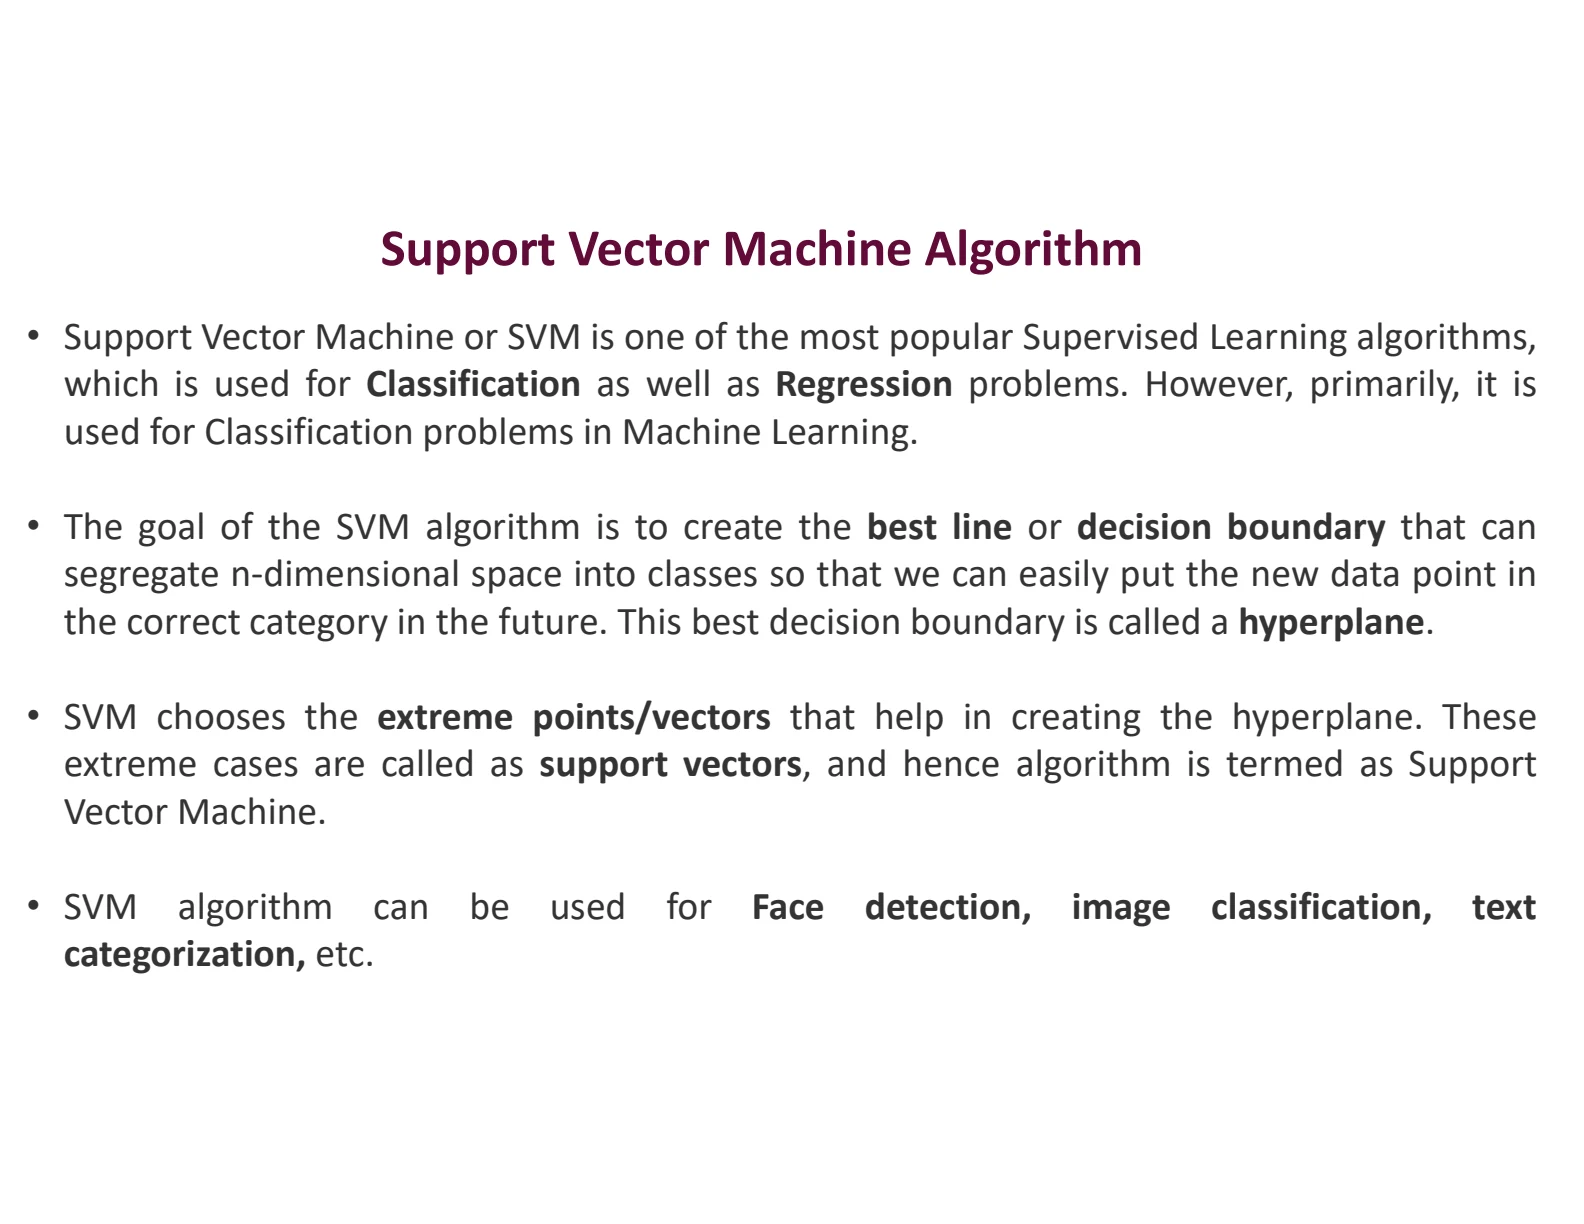 Support Vector Machine Algorithm
• Support Vector Machine or SVM is one of the most popular Supervised Learning algorithms,
which is used for Classification as well as Regression problems. However, primarily, it is
used for Classification problems in Machine Learning.
• The goal of the SVM algorithm is to create the best line or decision boundary that can
segregate n-dimensional space into classes so that we can easily put the new data point in
the correct category in the future. This best decision boundary is called a hyperplane.
• SVM chooses the extreme points/vectors that help in creating the hyperplane. These
extreme cases are called as support vectors, and hence algorithm is termed as Support
Vector Machine.
• SVM algorithm can be used for Face detection, image classification, text
categorization, etc.